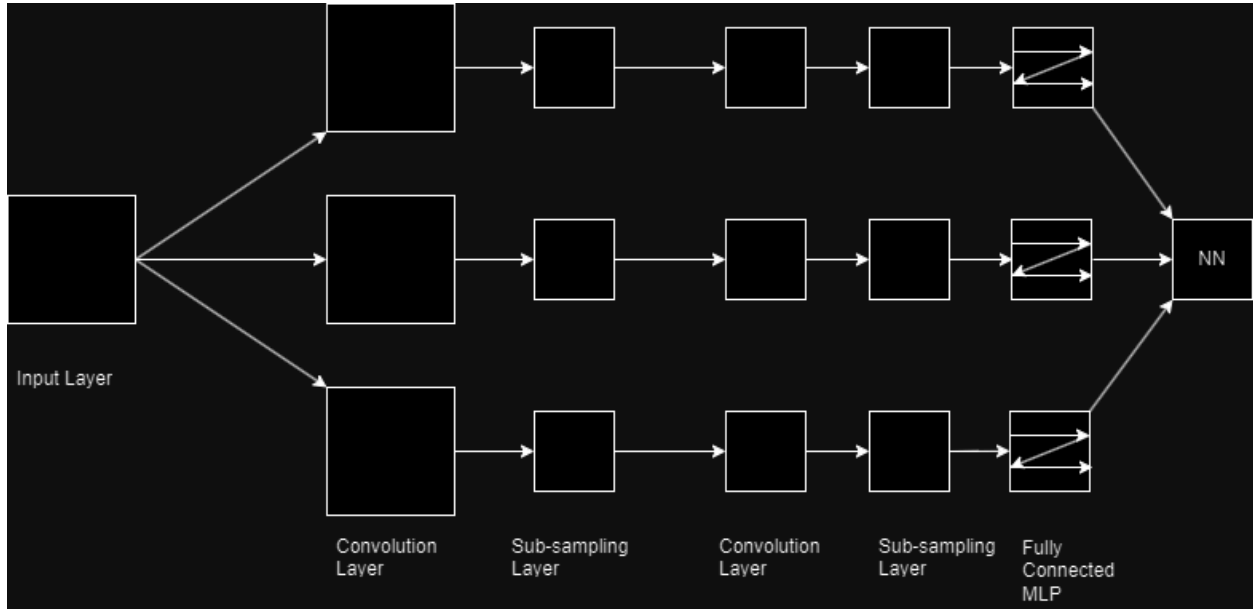 NN
Input Layer
Convolution
Layer
Sub-sampling
Layer
Convolution
Layer
Sub-sampling
Layer
Fully
Connected
MLP